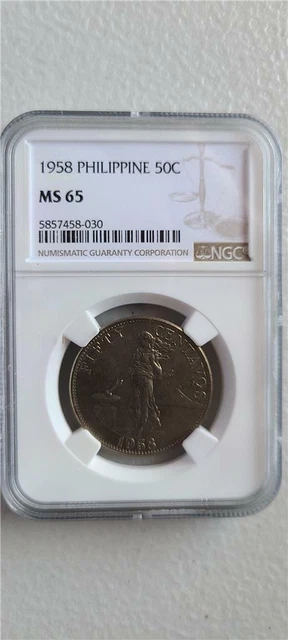 1958 PHILIPPINE 50C
MS 65
5857458-030
NUMISMATIC GUARANTY CORPORATION
NGC
FIFTY CENTAVOS
1958